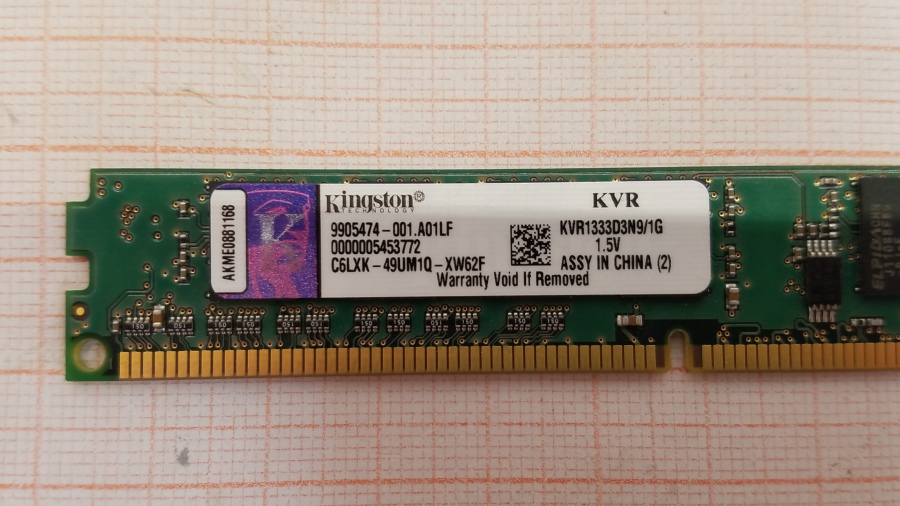 AKME0881168
Kingston®
TECHNOLOGY
9905474-001.A01LF
0000005453772
C6LXK-49UM1Q-XW62F
KVR
KVR1333D3N9/1G
1.5V
ASSY IN CHINA (2)
Warranty Void If Removed
ELPIDA